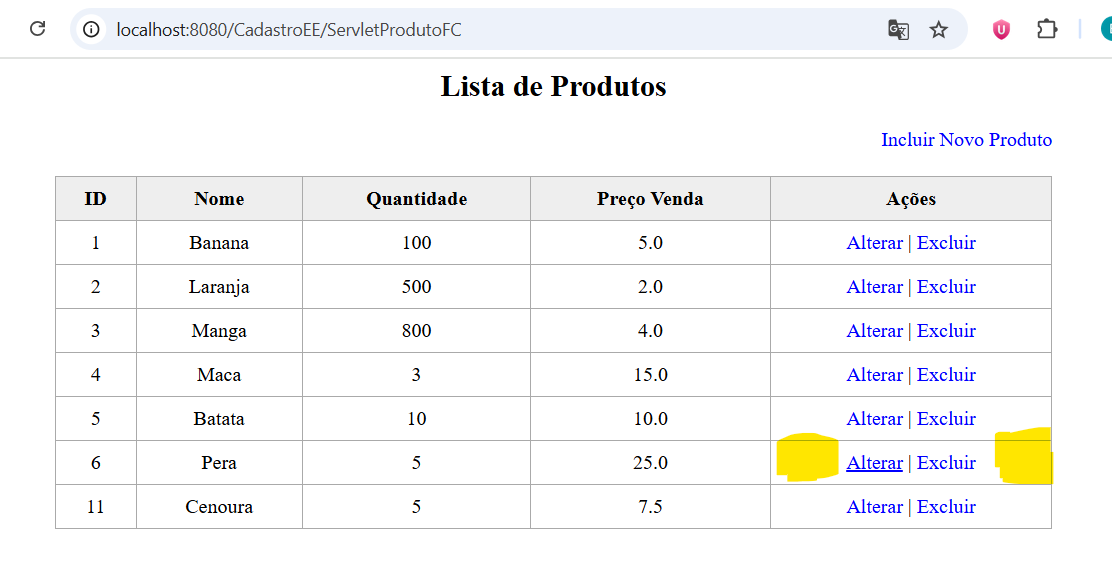 localhost:8080/CadastroEE/ServletProdutoFC
Lista de Produtos
Incluir Novo Produto
ID Nome Quantidade Preço Venda Ações
1 Banana 100 5.0 Alterar | Excluir
2 Laranja 500 2.0 Alterar | Excluir
3 Manga 800 4.0 Alterar | Excluir
4 Maca 3 15.0 Alterar | Excluir
5 Batata 10 10.0 Alterar | Excluir
6 Pera 5 25.0 Alterar | Excluir
11 Cenoura 5 7.5 Alterar | Excluir